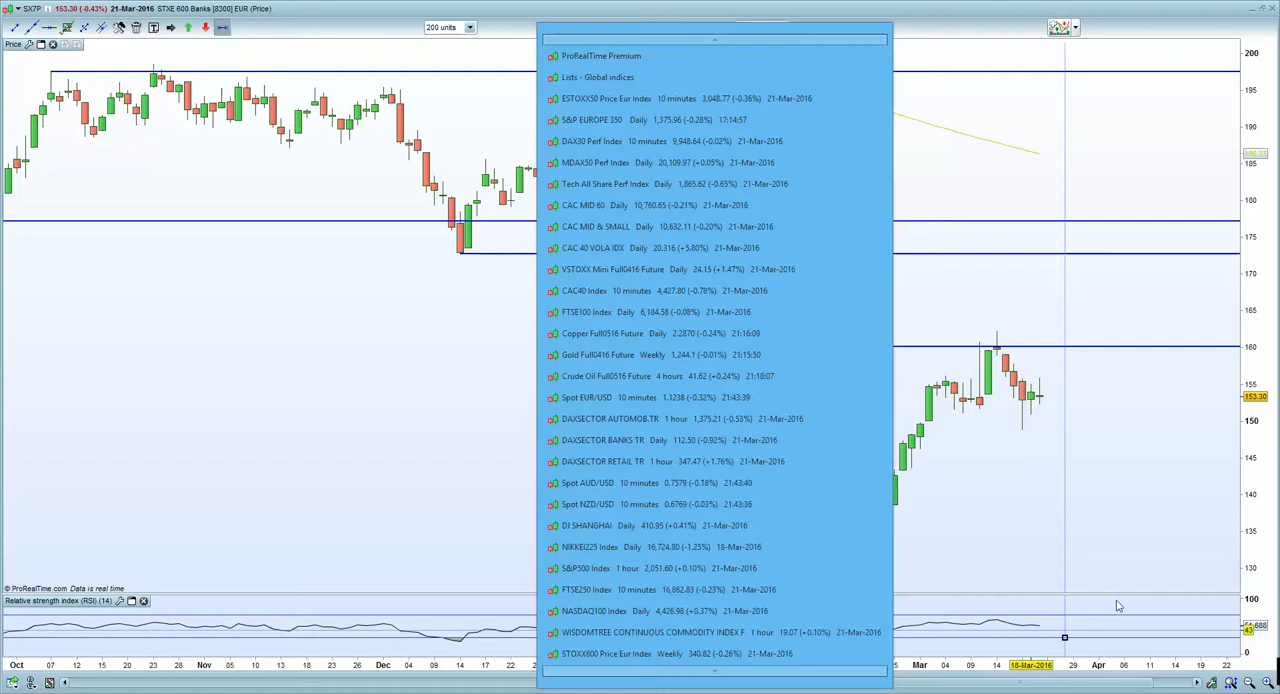 SX7P 153.30 (-0.43%) 21-Mar-2016 STXE 600 Banks [8300] EUR (Price)
200 units
Price
ProRealTime Premium
Lists - Global indices
ESTOXX50 Price Eur Index 10 minutes 3,048.77 (-0.36%) 21-Mar-2016
S&P EUROPE 350 Daily 1,375.96 (-0.28%) 17:14:57
DAX30 Perf Index 10 minutes 9,948.64 (-0.02%) 21-Mar-2016
MDAX50 Perf Index Daily 20,109.97 (+0.05%) 21-Mar-2016
Tech All Share Perf Index Daily 1,865.62 (-0.65%) 21-Mar-2016
CAC MID 60 Daily 10,760.65 (-0.21%) 21-Mar-2016
CAC MID & SMALL Daily 10,632.11 (-0.20%) 21-Mar-2016
CAC 40 VOLA IDX Daily 20.316 (+5.80%) 21-Mar-2016
VSTOXX Mini Full0416 Future Daily 24.15 (+1.47%) 21-Mar-2016
CAC40 Index 10 minutes 4,427.80 (-0.78%) 21-Mar-2016
FTSE100 Index Daily 6,184.58 (-0.08%) 21-Mar-2016
Copper Full0516 Future Daily 2.2870 (-0.24%) 21:16:09
Gold Full0416 Future Weekly 1,244.1 (-0.01%) 21:15:50
Crude Oil Full0516 Future 4 hours 41.62 (+0.24%) 21:18:07
Spot EUR/USD 10 minutes 1.1238 (-0.32%) 21:43:39
DAXSECTOR AUTOMOB.TR 1 hour 1,375.21 (-0.53%) 21-Mar-2016
DAXSECTOR BANKS TR Daily 112.50 (-0.92%) 21-Mar-2016
DAXSECTOR RETAIL TR 1 hour 347.47 (+1.76%) 21-Mar-2016
Spot AUD/USD 10 minutes 0.7579 (-0.18%) 21:43:40
Spot NZD/USD 10 minutes 0.6769 (-0.03%) 21:43:36
DJ SHANGHAI Daily 410.95 (+0.41%) 21-Mar-2016
NIKKEI225 Index Daily 16,724.80 (-1.25%) 18-Mar-2016
S&P500 Index 1 hour 2,051.60 (+0.10%) 21-Mar-2016
FTSE250 Index 10 minutes 16,862.83 (-0.23%) 21-Mar-2016
NASDAQ100 Index Daily 4,426.98 (+0.37%) 21-Mar-2016
WISDOMTREE CONTINUOUS COMMODITY INDEX F 1 hour 19.07 (+0.10%) 21-Mar-2016
STOXX600 Price Eur Index Weekly 340.82 (-0.26%) 21-Mar-2016
200
195
190
185
180
175
170
165
160
155
153.30
150
145
140
135
130
© ProRealTime.com Data is real time
Relative strength index (RSI) (14)
100
43
0
Oct 07 12 15 20 23 28 Nov 05 10 13 18 23 26 Dec 04 09 14 17 22
Mar 04 09 14 18-Mar-2016 29 Apr 06 11 14 19 22